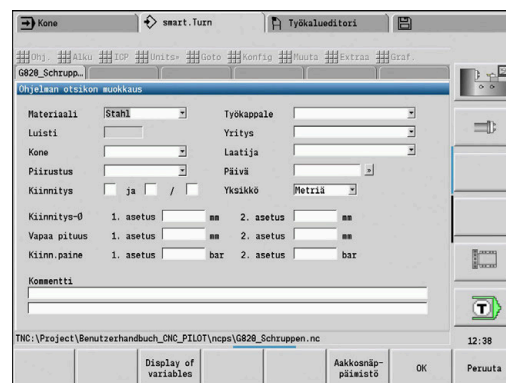 Kone smart.Turn Työkalueditori
Ohj. Alku ICP Units» Goto Konfig Muuta Extraa Graf.
G820_Schrupp…
Ohjelman otsikon muokkaus
Materiaali Stahl Työkappale
Luisti Yritys
Kone Laatija
Piirustus Päivä »
Kiinnitys ja / Yksikkö Metriä
Kiinnitys-Ø 1. asetus mm 2. asetus mm
Vapaa pituus 1. asetus mm 2. asetus mm
Kiinn.paine 1. asetus bar 2. asetus bar
Kommentti
T
TNC:\Project\Benutzerhandbuch_CNC_PILOT\ncps\G820_Schruppen.nc
12:38
Display of variables Aakkosnäp-päimistö OK Peruuta